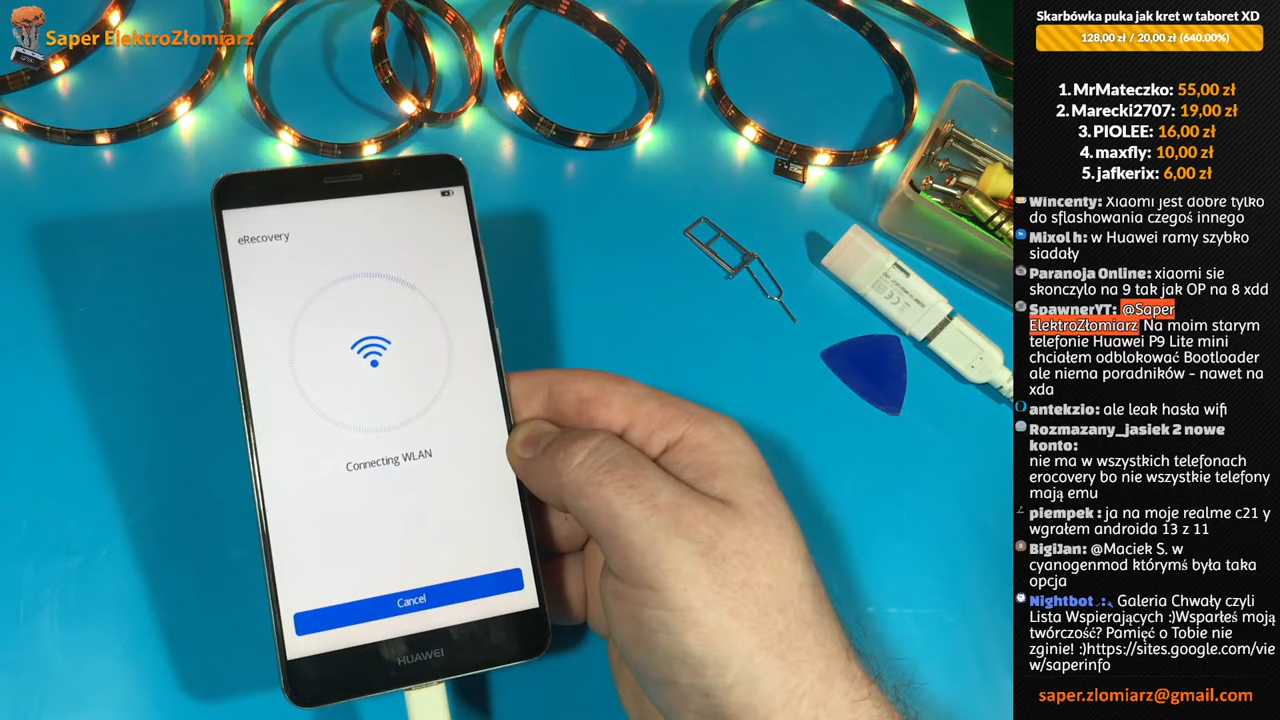 Saper ElektroZłomiarz
eRecovery
Connecting WLAN
Cancel
HUAWEI
Skarbówka puka jak kret w taboret XD
128,00 zł / 20,00 zł (640.00%)
1. MrMateczko: 55,00 zł
2. Marecki2707: 19,00 zł
3. PIOLEE: 16,00 zł
4. maxfly: 10,00 zł
5. jafkerix: 6,00 zł
Wincenty: Xiaomi jest dobre tylko
do sflashowania czegoś innego
Mixol h: w Huawei ramy szybko
siadały
Paranoja Online: xiaomi sie
skonczylo na 9 tak jak OP na 8 xdd
SpawnerYT: @Saper
ElektroZłomiarz Na moim starym
telefonie Huawei P9 Lite mini
chciałem odblokować Bootloader
ale niema poradników - nawet na
xda
antekzio: ale leak hasła wifi
Rozmazany_jasiek 2 nowe
konto:
nie ma w wszystkich telefonach
erocovery bo nie wszystkie telefony
mają emu
piempek : ja na moje realme c21 y
wgrałem androida 13 z 11
BigiJan: @Maciek S. w
cyanogenmod którymś była taka
opcja
Nightbot : Galeria Chwały czyli
Lista Wspierających :)Wsparłeś moją
twórczość? Pamięć o Tobie nie
zginie! :)https://sites.google.com/vie
w/saperinfo
saper.zlomiarz@gmail.com